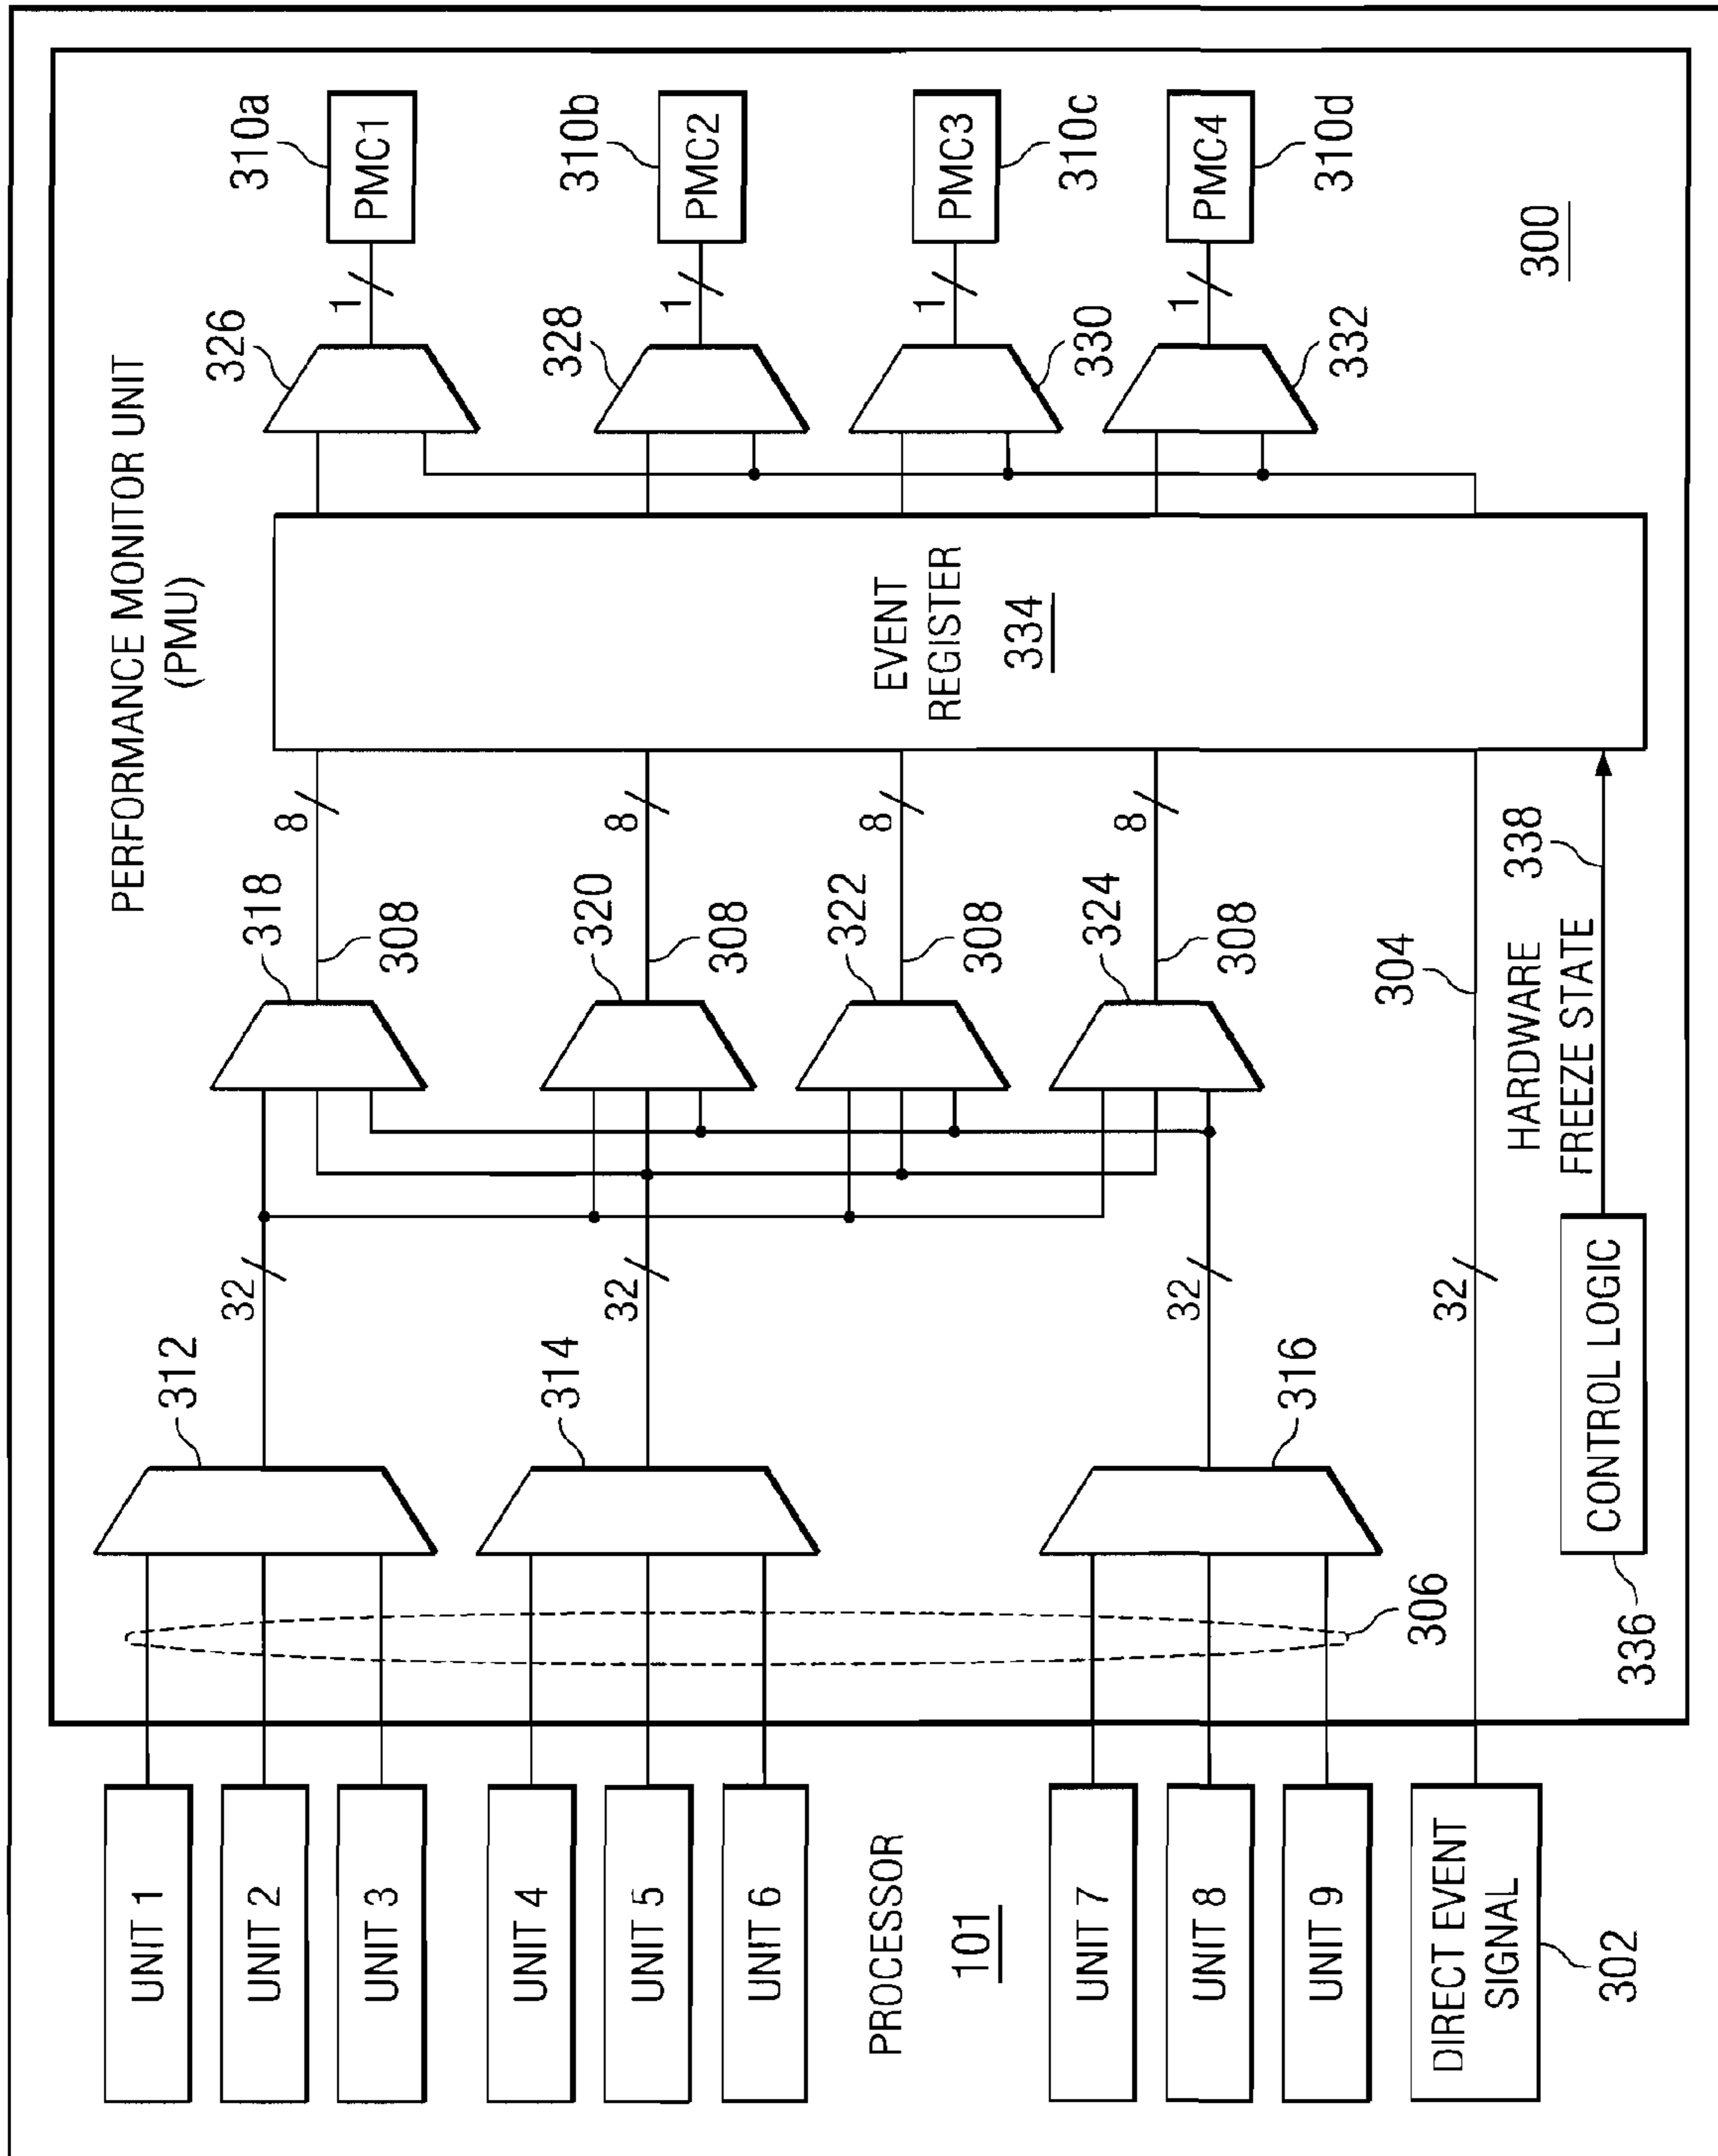 PERFORMANCE MONITOR UNIT
(PMU)
UNIT 1
UNIT 2
UNIT 3
UNIT 4
UNIT 5
UNIT 6
PROCESSOR
101
UNIT 7
UNIT 8
UNIT 9
DIRECT EVENT
SIGNAL
302
306
312
314
316
32
32
32
32
318
320
322
324
308
308
308
308
304
8
8
8
8
CONTROL LOGIC
336
HARDWARE
FREEZE STATE
338
EVENT
REGISTER
334
326
328
330
332
1
1
1
1
PMC1
310a
PMC2
310b
PMC3
310c
PMC4
310d
300